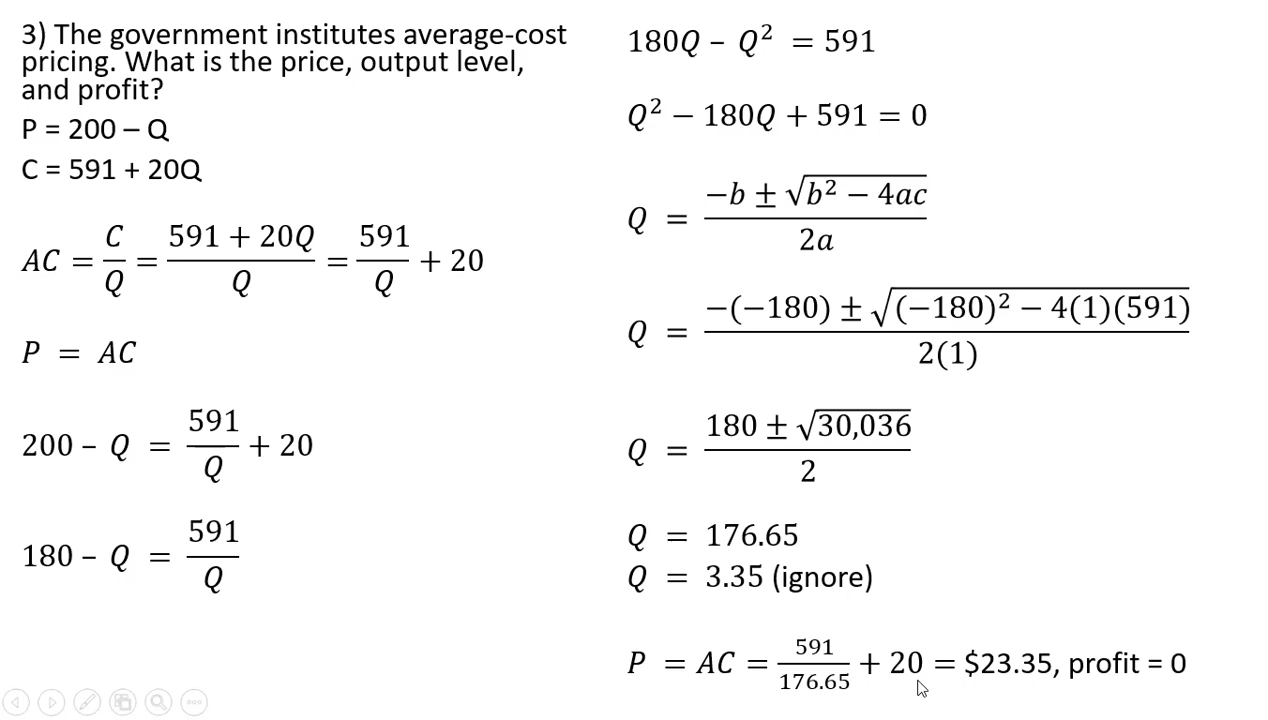 3) The government institutes average-cost
pricing. What is the price, output level,
and profit?
P = 200 – Q
C = 591 + 20Q
AC = C/Q = (591 + 20Q)/Q = 591/Q + 20
P = AC
200 – Q = 591/Q + 20
180 – Q = 591/Q
180Q – Q² = 591
Q² − 180Q + 591 = 0
Q = (−b ± √(b² − 4ac))/2a
Q = (−(−180) ± √((−180)² − 4(1)(591)))/2(1)
Q = (180 ± √30,036)/2
Q = 176.65
Q = 3.35 (ignore)
P = AC = 591/176.65 + 20 = $23.35, profit = 0